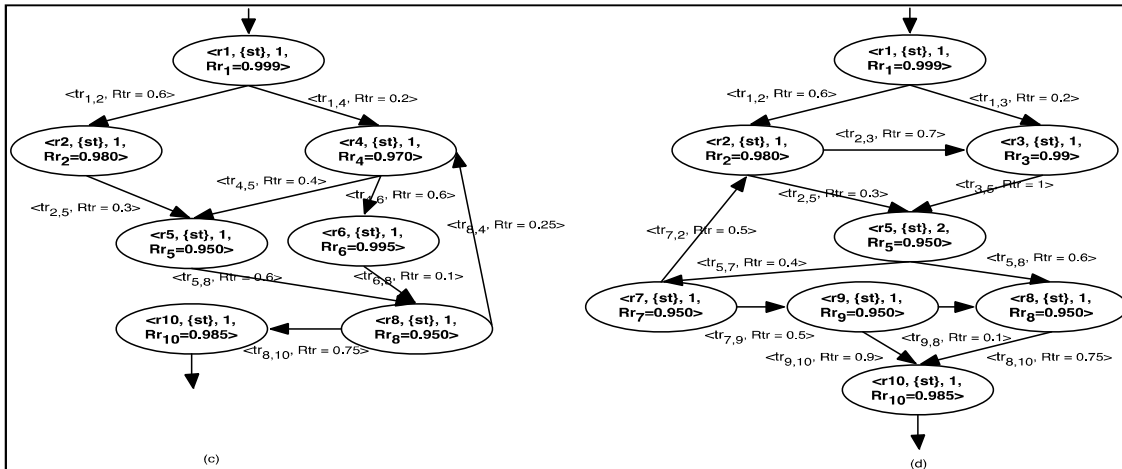 <r1, {st}, 1,
Rr1=0.999>
<tr1,2, Rtr = 0.6>
<tr1,4, Rtr = 0.2>
<r2, {st}, 1,
Rr2=0.980>
<r4, {st}, 1,
Rr4=0.970>
<tr4,5, Rtr = 0.4>
<tr4,6, Rtr = 0.6>
<tr2,5, Rtr = 0.3>
<tr8,4, Rtr = 0.25>
<r5, {st}, 1,
Rr5=0.950>
<r6, {st}, 1,
Rr6=0.995>
<tr5,8, Rtr = 0.6>
<tr6,8, Rtr = 0.1>
<r10, {st}, 1,
Rr10=0.985>
<r8, {st}, 1,
Rr8=0.950>
<tr8,10, Rtr = 0.75>
(c)
<r1, {st}, 1,
Rr1=0.999>
<tr1,2, Rtr = 0.6>
<tr1,3, Rtr = 0.2>
<r2, {st}, 1,
Rr2=0.980>
<tr2,3, Rtr = 0.7>
<r3, {st}, 1,
Rr3=0.99>
<tr2,5, Rtr = 0.3>
<tr3,5, Rtr = 1>
<tr7,2, Rtr = 0.5>
<r5, {st}, 2,
Rr5=0.950>
<tr5,7, Rtr = 0.4>
<tr5,8, Rtr = 0.6>
<r7, {st}, 1,
Rr7=0.950>
<r9, {st}, 1,
Rr9=0.950>
<r8, {st}, 1,
Rr8=0.950>
<tr7,9, Rtr = 0.5>
<tr9,8, Rtr = 0.1>
<tr9,10, Rtr = 0.9>
<tr8,10, Rtr = 0.75>
<r10, {st}, 1,
Rr10=0.985>
(d)